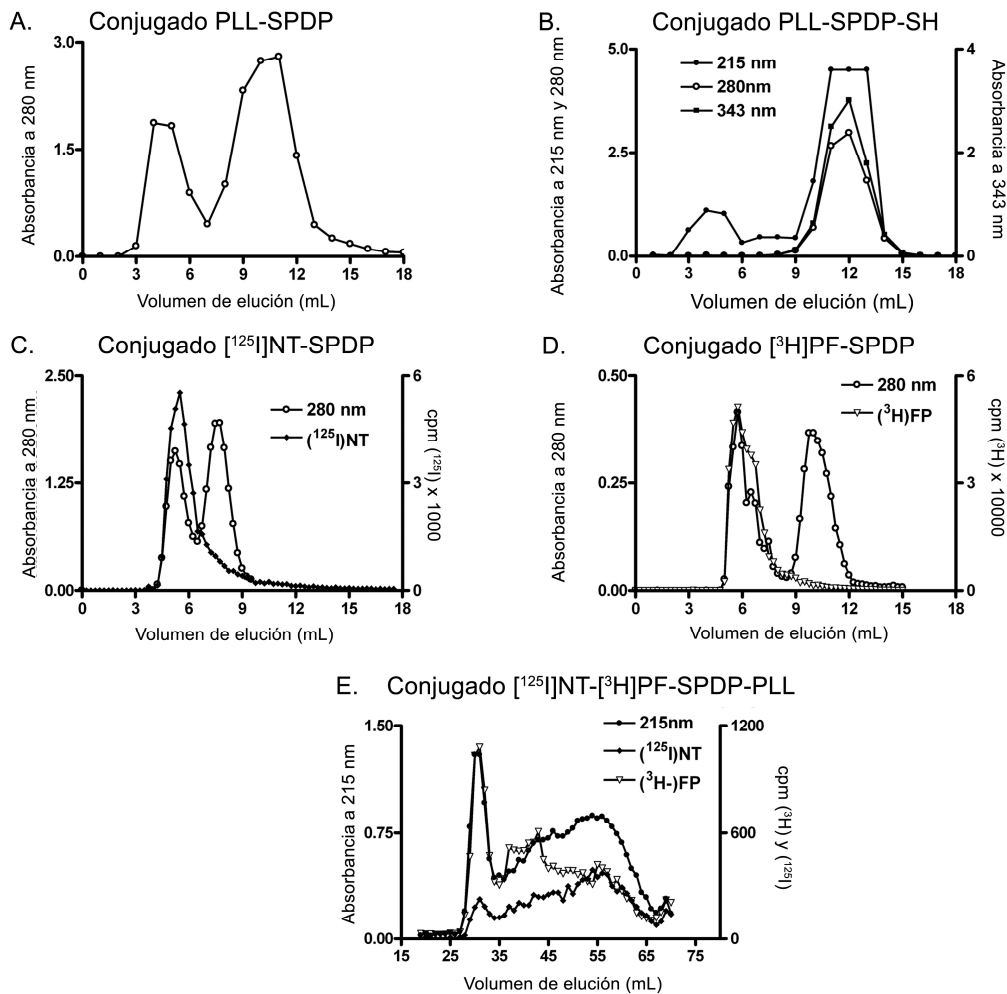 A. Conjugado PLL-SPDP
Absorbancia a 280 nm
3.0
1.5
0.0
0 3 6 9 12 15 18
Volumen de elución (mL)
B. Conjugado PLL-SPDP-SH
Absorbancia a 215 nm y 280 nm
5.0
2.5
0.0
215 nm
280nm
343 nm
4
2
0
Absorbancia a 343 nm
0 3 6 9 12 15 18
Volumen de elución (mL)
C. Conjugado [¹²⁵I]NT-SPDP
Absorbancia a 280 nm
2.50
1.25
0.00
280 nm
(¹²⁵I)NT
6
3
0
cpm (¹²⁵I) x 1000
0 3 6 9 12 15 18
Volumen de elución (mL)
D. Conjugado [³H]PF-SPDP
Absorbancia a 280 nm
0.50
0.25
0.00
280 nm
(³H)FP
6
3
0
cpm (³H) x 10000
0 3 6 9 12 15 18
Volumen de elución (mL)
E. Conjugado [¹²⁵I]NT-[³H]PF-SPDP-PLL
Absorbancia a 215 nm
1.50
0.75
0.00
215nm
(¹²⁵I)NT
(³H-)FP
1200
600
0
cpm (³H) y (¹²⁵I)
15 25 35 45 55 65 75
Volumen de elución (mL)